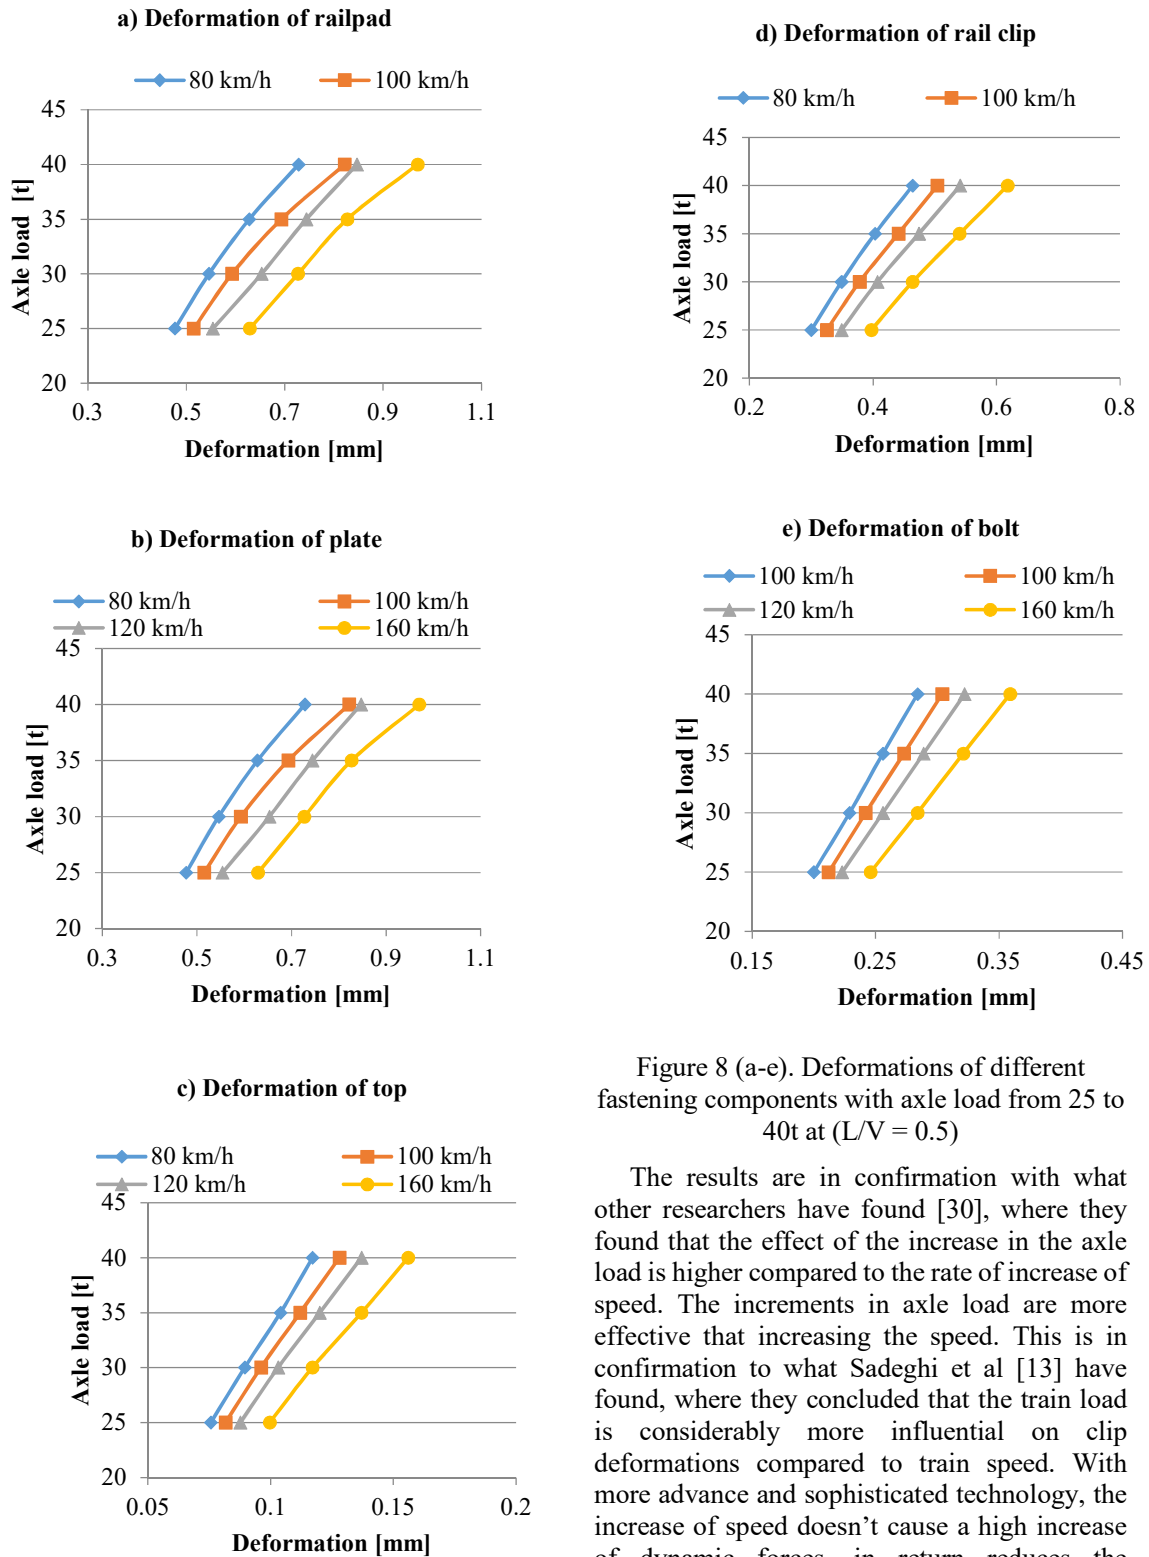 a) Deformation of railpad
80 km/h 100 km/h
45
40
35
30
25
20
Axle load [t]
0.3 0.5 0.7 0.9 1.1
Deformation [mm]
b) Deformation of plate
80 km/h 100 km/h
120 km/h 160 km/h
45
40
35
30
25
20
Axle load [t]
0.3 0.5 0.7 0.9 1.1
Deformation [mm]
c) Deformation of top
80 km/h 100 km/h
120 km/h 160 km/h
45
40
35
30
25
20
Axle load [t]
0.05 0.1 0.15 0.2
Deformation [mm]
d) Deformation of rail clip
80 km/h 100 km/h
45
40
35
30
25
20
Axle load [t]
0.2 0.4 0.6 0.8
Deformation [mm]
e) Deformation of bolt
100 km/h 100 km/h
120 km/h 160 km/h
45
40
35
30
25
20
Axle load [t]
0.15 0.25 0.35 0.45
Deformation [mm]
Figure 8 (a-e). Deformations of different
fastening components with axle load from 25 to
40t at (L/V = 0.5)
The results are in confirmation with what
other researchers have found [30], where they
found that the effect of the increase in the axle
load is higher compared to the rate of increase of
speed. The increments in axle load are more
effective that increasing the speed. This is in
confirmation to what Sadeghi et al [13] have
found, where they concluded that the train load
is considerably more influential on clip
deformations compared to train speed. With
more advance and sophisticated technology, the
increase of speed doesn't cause a high increase
of dynamic forces, in return reduces the